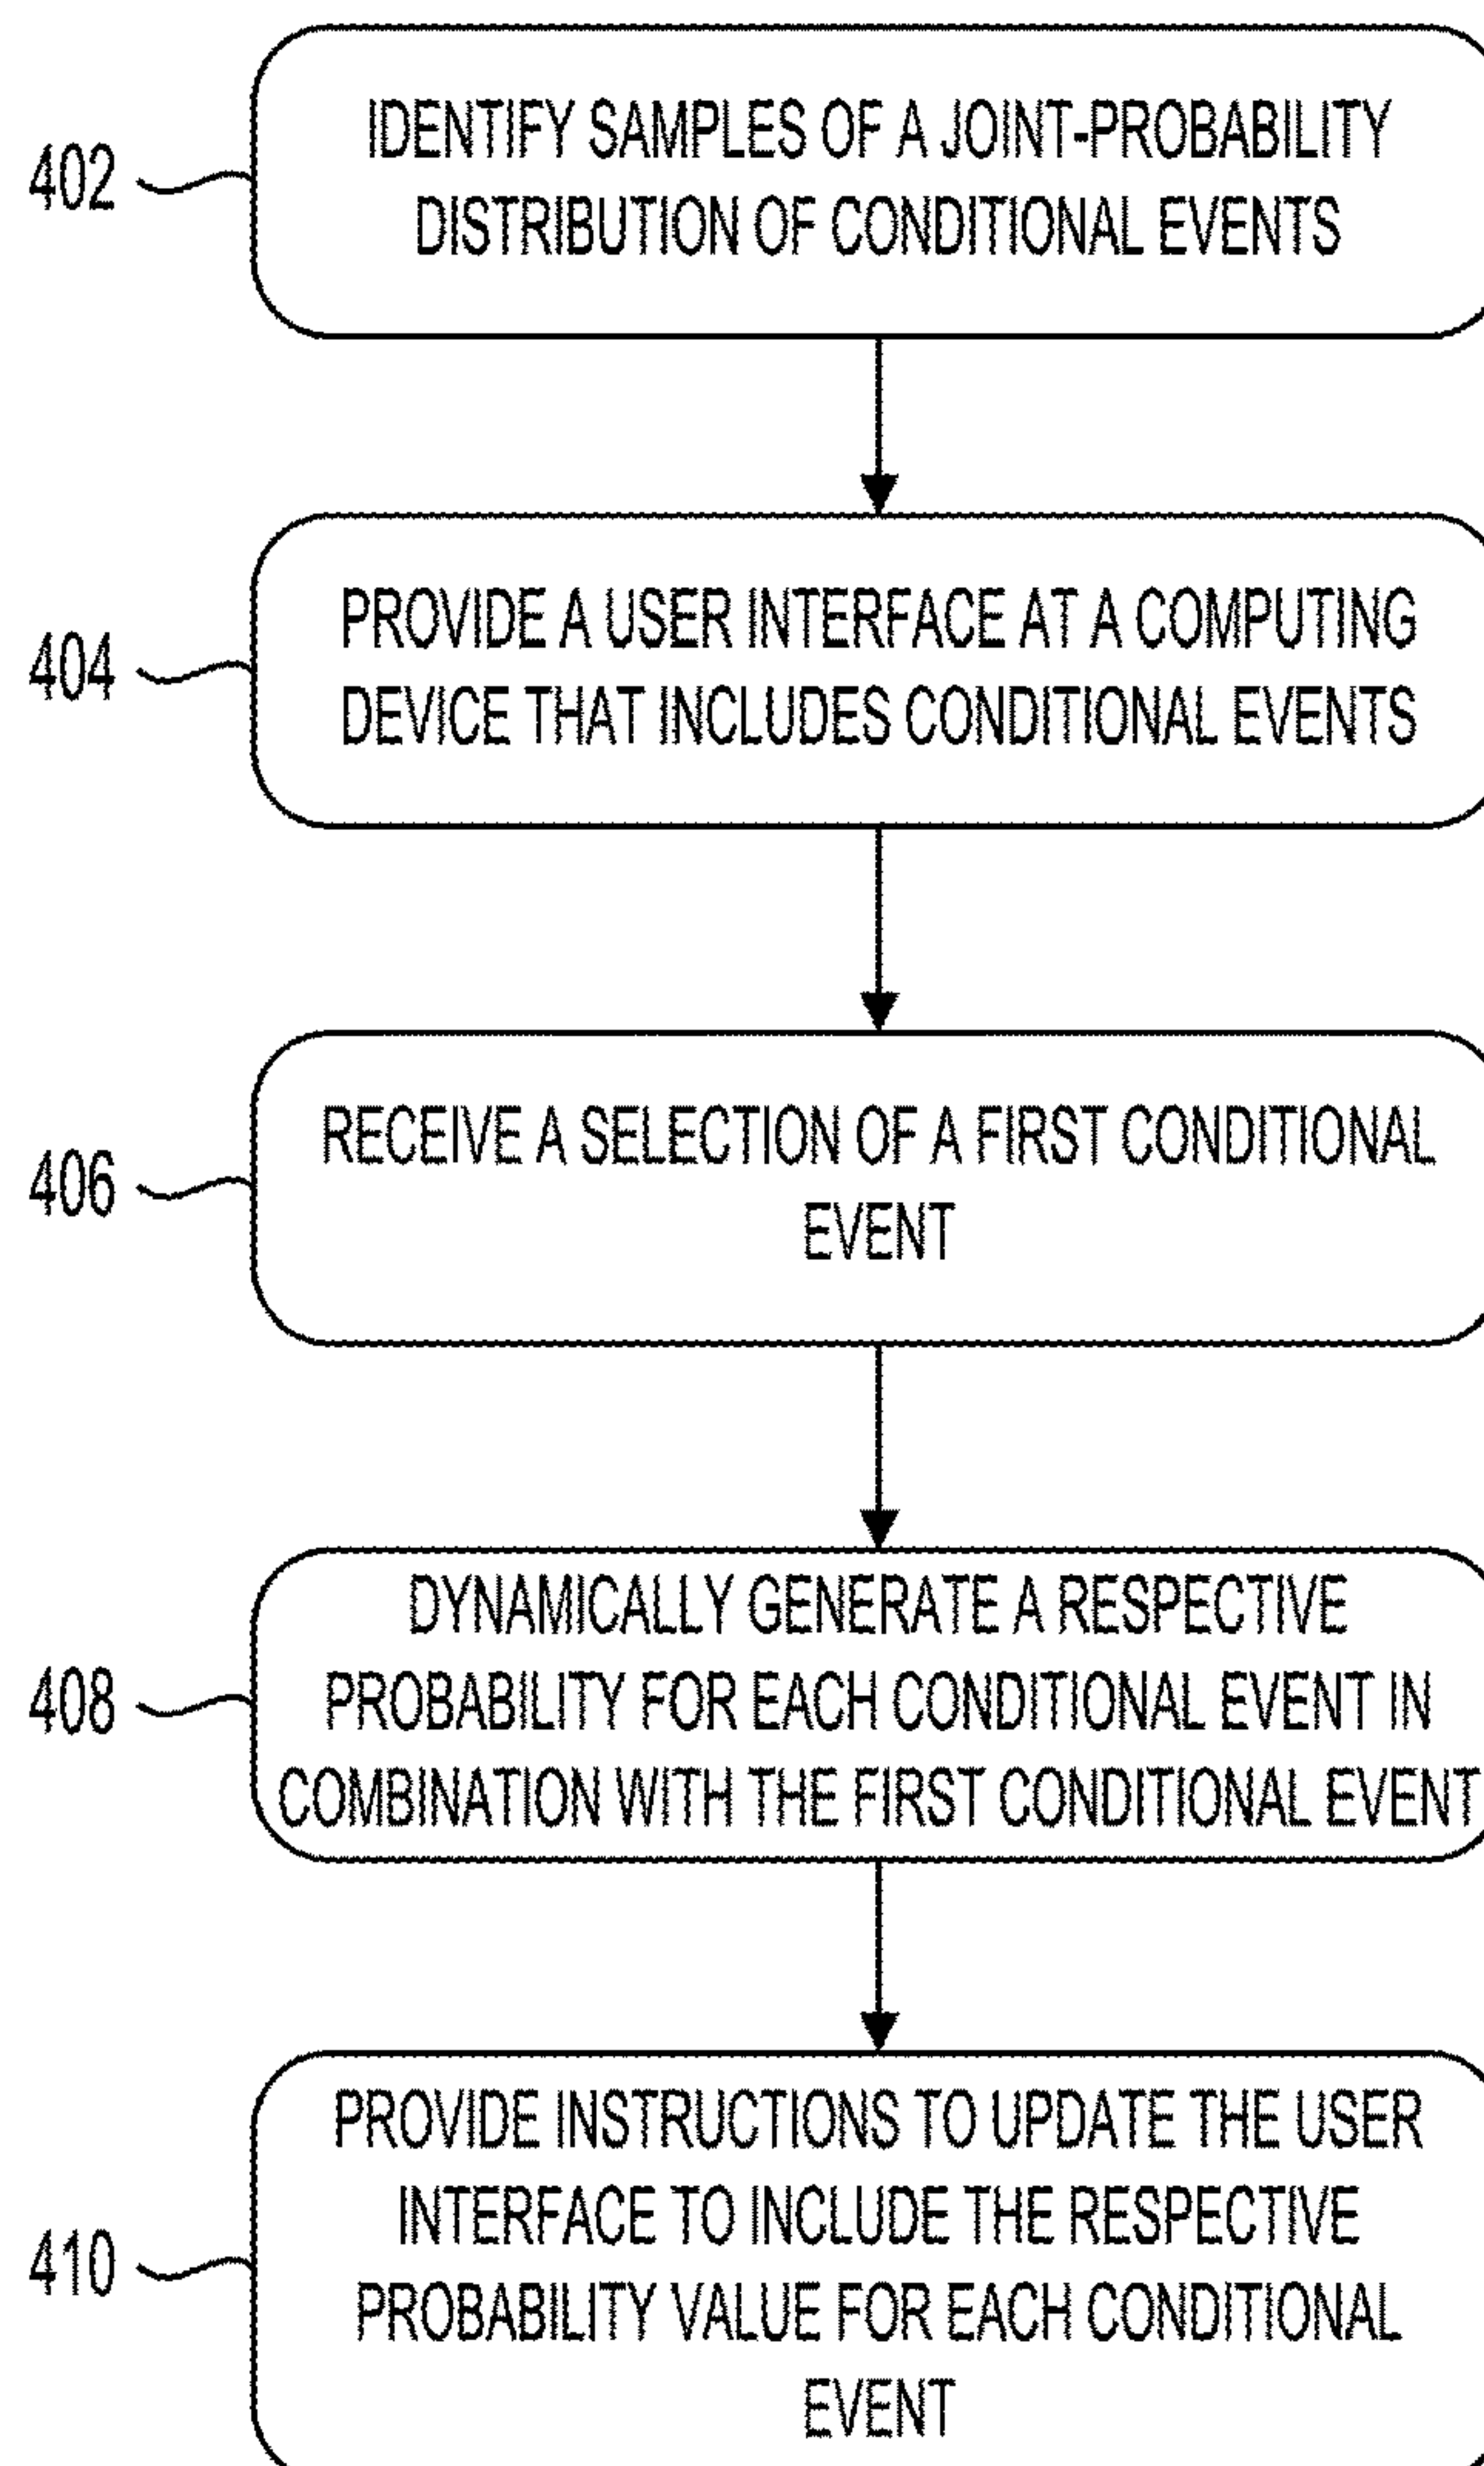 402
IDENTIFY SAMPLES OF A JOINT-PROBABILITY
DISTRIBUTION OF CONDITIONAL EVENTS
404
PROVIDE A USER INTERFACE AT A COMPUTING
DEVICE THAT INCLUDES CONDITIONAL EVENTS
406
RECEIVE A SELECTION OF A FIRST CONDITIONAL
EVENT
408
DYNAMICALLY GENERATE A RESPECTIVE
PROBABILITY FOR EACH CONDITIONAL EVENT IN
COMBINATION WITH THE FIRST CONDITIONAL EVENT
410
PROVIDE INSTRUCTIONS TO UPDATE THE USER
INTERFACE TO INCLUDE THE RESPECTIVE
PROBABILITY VALUE FOR EACH CONDITIONAL
EVENT